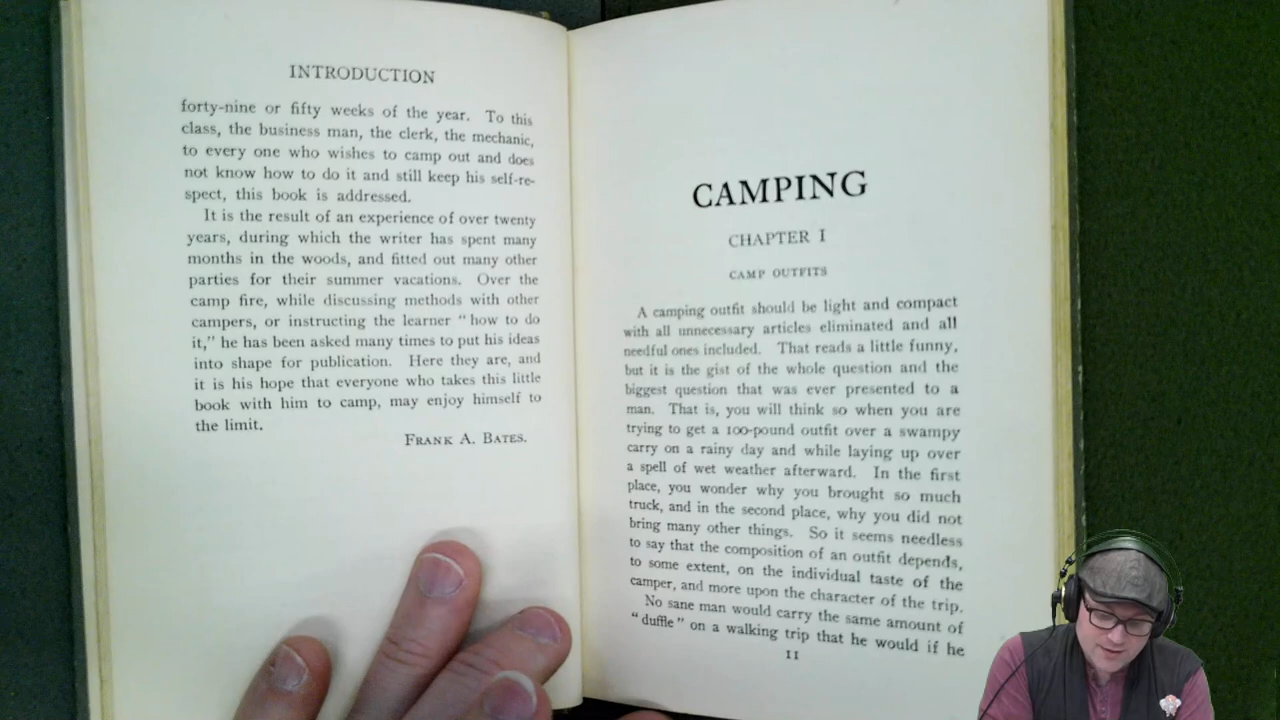 INTRODUCTION
forty-nine or fifty weeks of the year. To this
class, the business man, the clerk, the mechanic,
to every one who wishes to camp out and does
not know how to do it and still keep his self-re-
spect, this book is addressed.
It is the result of an experience of over twenty
years, during which the writer has spent many
months in the woods, and fitted out many other
parties for their summer vacations. Over the
camp fire, while discussing methods with other
campers, or instructing the learner "how to do
it," he has been asked many times to put his ideas
into shape for publication. Here they are, and
it is his hope that everyone who takes this little
book with him to camp, may enjoy himself to
the limit.
FRANK A. BATES.
CAMPING
CHAPTER I
CAMP OUTFITS
A camping outfit should be light and compact
with all unnecessary articles eliminated and all
needful ones included. That reads a little funny,
but it is the gist of the whole question and the
biggest question that was ever presented to a
man. That is, you will think so when you are
trying to get a 100-pound outfit over a swampy
carry on a rainy day and while laying up over
a spell of wet weather afterward. In the first
place, you wonder why you brought so much
truck, and in the second place, why you did not
bring many other things. So it seems needless
to say that the composition of an outfit depends,
to some extent, on the individual taste of the
camper, and more upon the character of the trip.
No sane man would carry the same amount of
"duffle" on a walking trip that he would if he
11